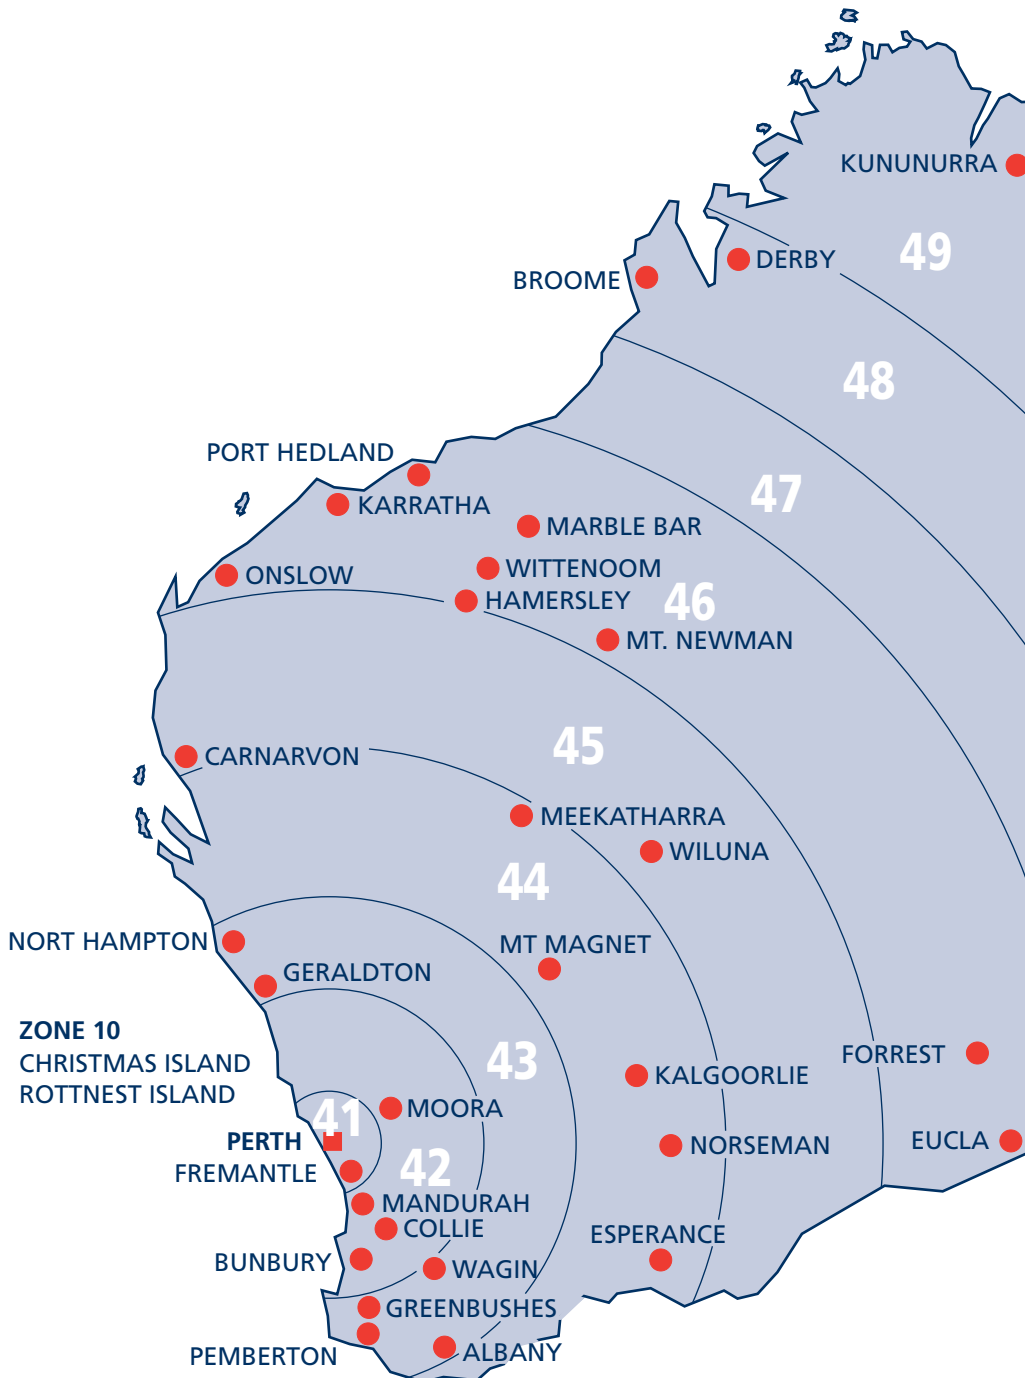 KUNUNURRA
49
DERBY
BROOME
48
PORT HEDLAND
47
KARRATHA
MARBLE BAR
WITTENOOM
ONSLOW
HAMERSLEY
46
MT. NEWMAN
45
CARNARVON
MEEKATHARRA
WILUNA
44
NORT HAMPTON
MT MAGNET
GERALDTON
ZONE 10
CHRISTMAS ISLAND
ROTTNEST ISLAND
43
FORREST
KALGOORLIE
41
MOORA
PERTH
NORSEMAN
EUCLA
FREMANTLE
42
MANDURAH
COLLIE
ESPERANCE
BUNBURY
WAGIN
GREENBUSHES
PEMBERTON
ALBANY